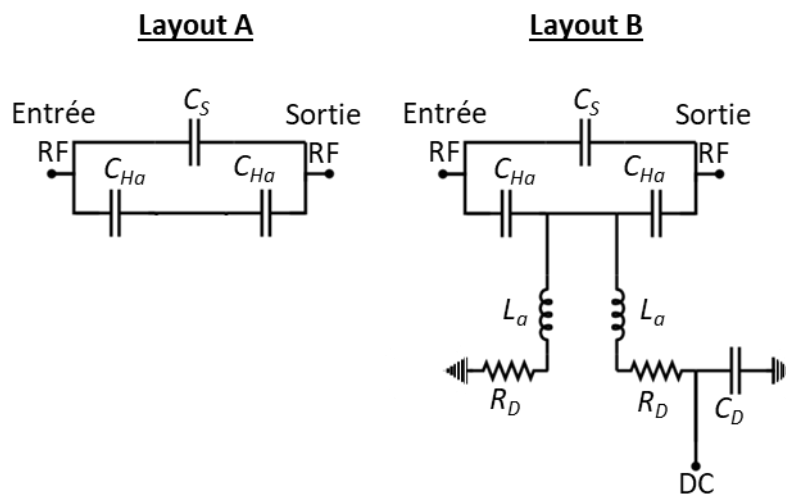 Layout A
Layout B
Entrée
C_S
Sortie
Entrée
C_S
Sortie
RF
C_Ha
C_Ha
RF
RF
C_Ha
C_Ha
RF
L_a
L_a
R_D
R_D
C_D
DC